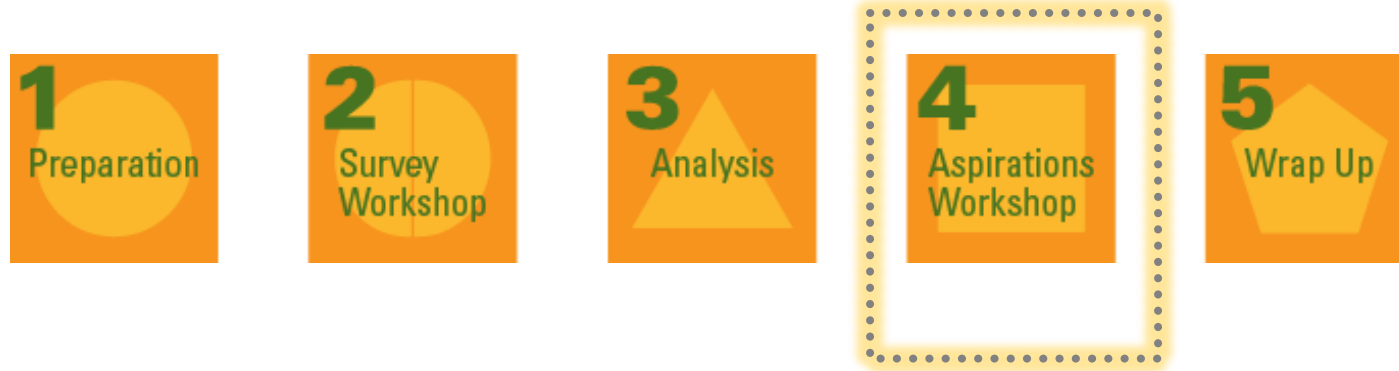 1
Preparation
2
Survey
Workshop
3
Analysis
4
Aspirations
Workshop
5
Wrap Up